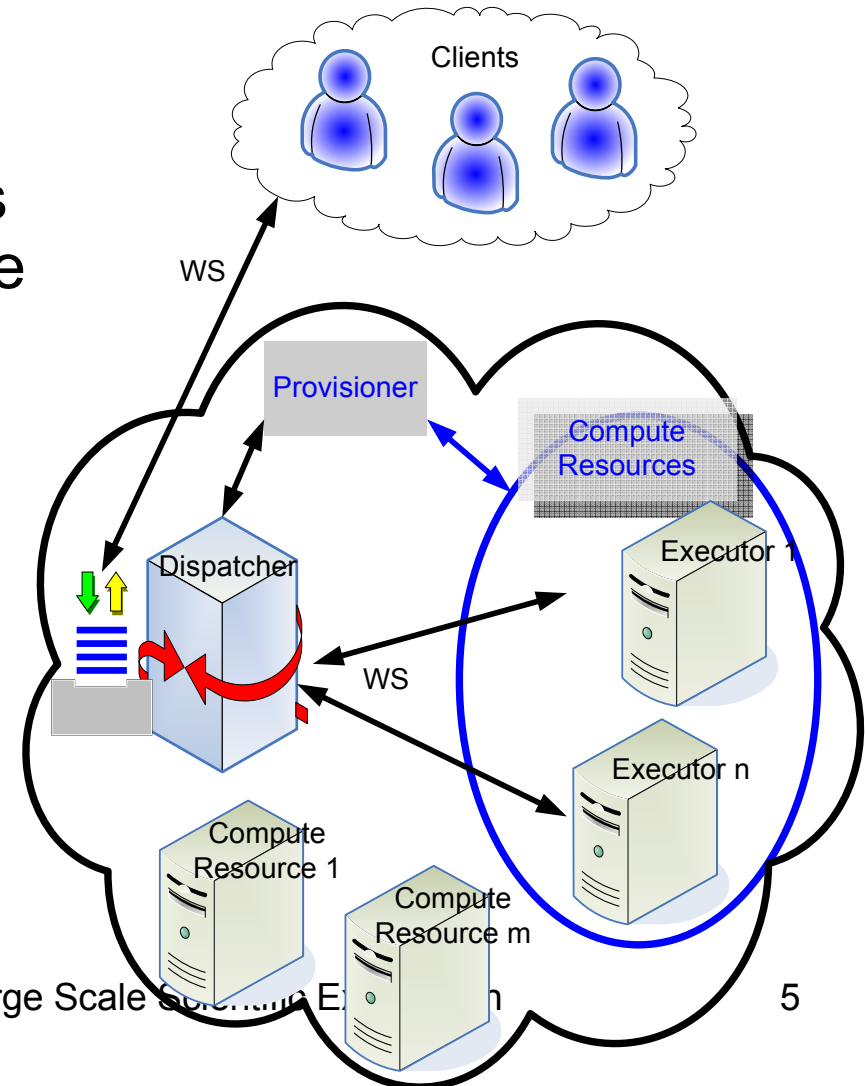 Clients
WS
Provisioner
Compute
Resources
Dispatcher
Executor 1
WS
Executor n
Compute
Resource 1
Compute
Resource m
5